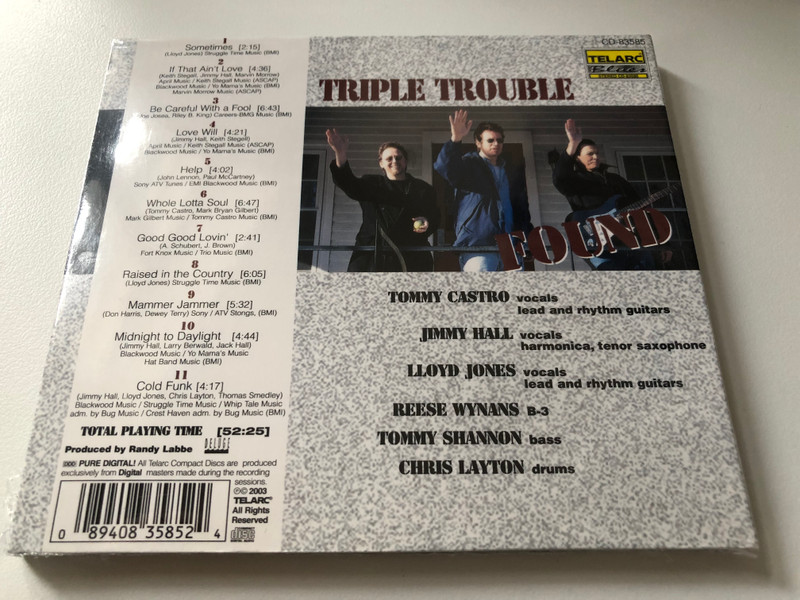 CD-83585
TELARC
Blues
TRIPLE TROUBLE
FOUND
1
Sometimes [2:15]
(Lloyd Jones) Struggle Time Music (BMI)
2
If That Ain't Love [4:36]
(Keith Stegall, Jimmy Hall, Marvin Morrow)
April Music / Keith Stegall Music (ASCAP)
Blackwood Music / Yo Mama's Music (BMI)
Marvin Morrow Music (ASCAP)
3
Be Careful With a Fool [6:43]
Josea, Riley B. King) Careers-BMG Music (BMI)
4
Love Will [4:21]
(Jimmy Hall, Keith Stegall)
April Music / Keith Stegall Music (ASCAP)
Blackwood Music / Yo Mama's Music (BMI)
5
Help [4:02]
(John Lennon, Paul McCartney)
Sony ATV Tunes / EMI Blackwood Music (BMI)
6
Whole Lotta Soul [6:47]
(Tommy Castro, Mark Bryan Gilbert)
Mark Gilbert Music / Tommy Castro Music (BMI)
7
Good Good Lovin' [2:41]
(A. Schubert, J. Brown)
Fort Knox Music / Trio Music (BMI)
8
Raised in the Country [6:05]
(Lloyd Jones) Struggle Time Music (BMI)
9
Mammer Jammer [5:32]
(Don Harris, Dewey Terry) Sony / ATV Stongs, (BMI)
10
Midnight to Daylight [4:44]
(Jimmy Hall, Larry Berwald, Jack Hall)
Blackwood Music / Yo Mama's Music
Hat Band Music (BMI)
11
Cold Funk [4:17]
(Jimmy Hall, Lloyd Jones, Chris Layton, Thomas Smedley)
Blackwood Music / Struggle Time Music / Whip Tale Music
adm. by Bug Music / Crest Haven adm. by Bug Music (BMI)
TOTAL PLAYING TIME [52:25]
Produced by Randy Labbe
DELUGE
DDD PURE DIGITAL! All Telarc Compact Discs are produced
exclusively from Digital masters made during the recording
sessions.
℗© 2003
TELARC®
All Rights
Reserved
0 89408 35852 4
disc
TOMMY CASTRO vocals
lead and rhythm guitars
JIMMY HALL vocals
harmonica, tenor saxophone
LLOYD JONES vocals
lead and rhythm guitars
REESE WYNANS B-3
TOMMY SHANNON bass
CHRIS LAYTON drums